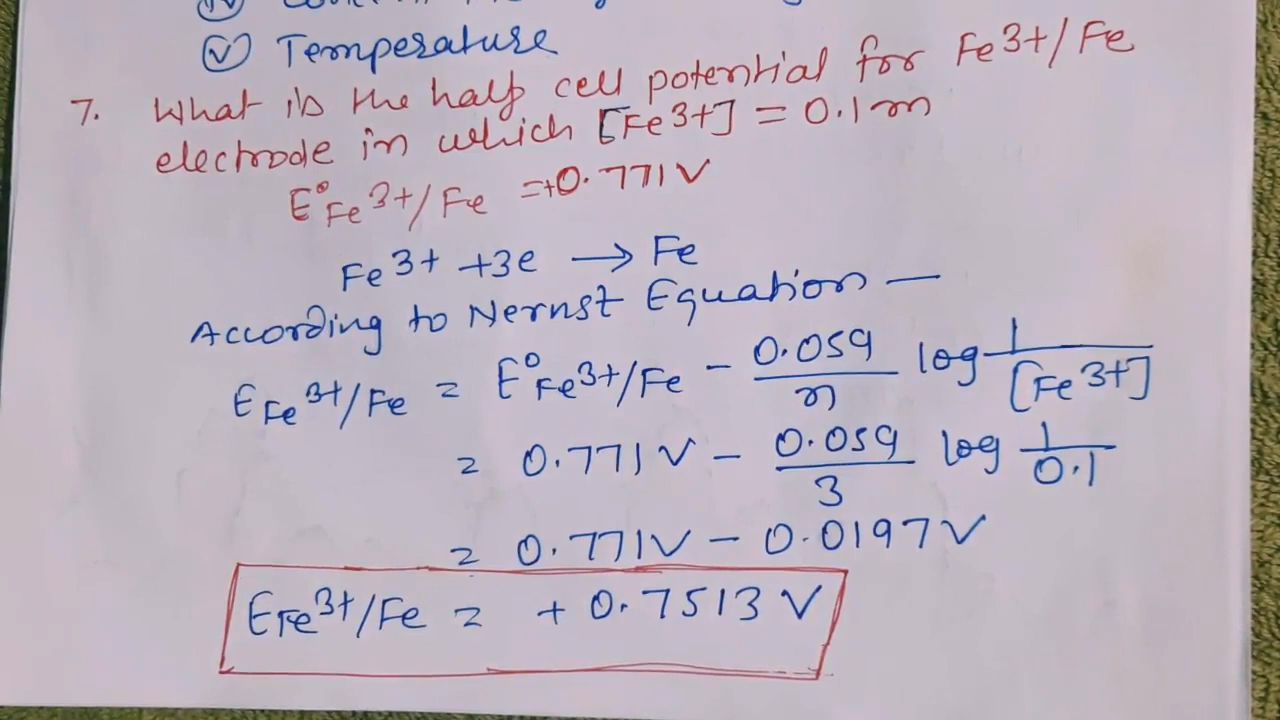 (v) Temperature
7. What is the half cell potential for Fe3+/Fe
electrode in which [Fe3+] = 0.1m
E°Fe3+/Fe =+0.771V
Fe3+ +3e → Fe
According to Nernst Equation —
EFe3+/Fe = E°Fe3+/Fe - 0.059/n log 1/[Fe3+]
= 0.771V - 0.059/3 log 1/0.1
= 0.771V - 0.0197V
EFe3+/Fe = +0.7513V